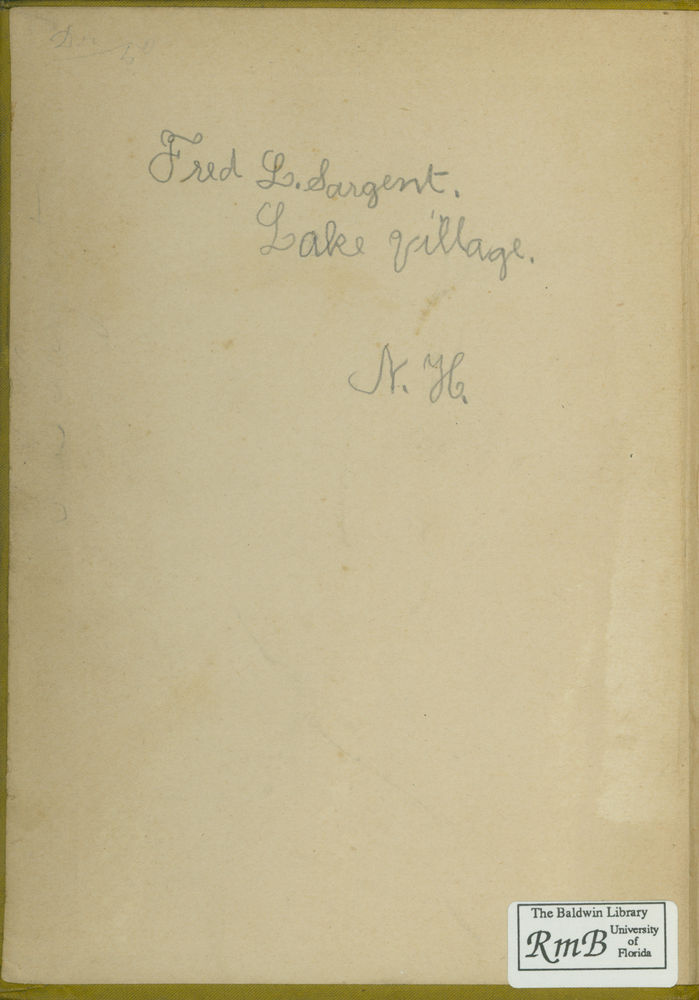 Fred L. Sargent.
Lake village.
N. H.
The Baldwin Library
RmB University
of
Florida